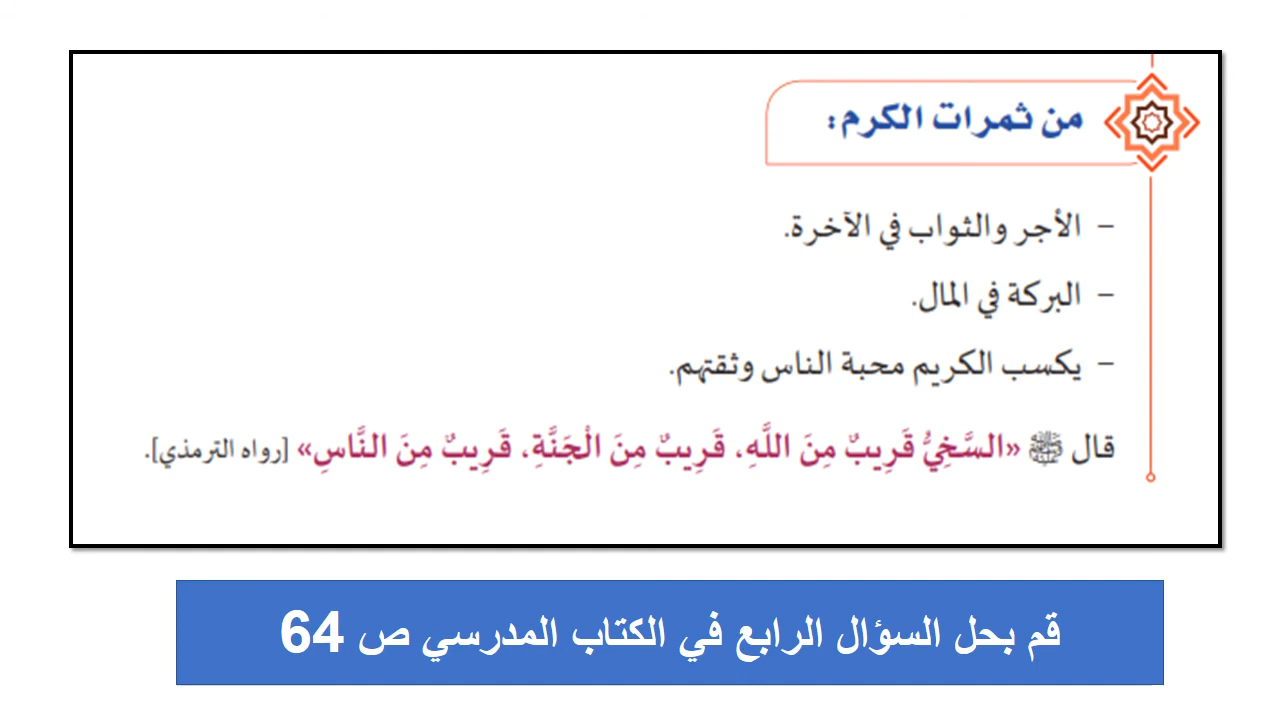 من ثمرات الكرم:
– الأجر والثواب في الآخرة.
– البركة في المال.
– يكسب الكريم محبة الناس وثقتهم.
قال ﷺ «السَّخِيُّ قَرِيبٌ مِنَ اللَّهِ، قَرِيبٌ مِنَ الْجَنَّةِ، قَرِيبٌ مِنَ النَّاسِ» [رواه الترمذي].
قم بحل السؤال الرابع في الكتاب المدرسي ص 64